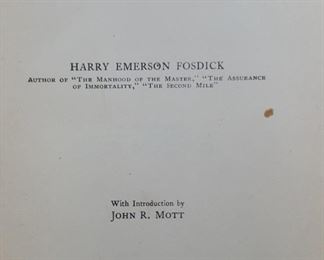 HARRY EMERSON FOSDICK
AUTHOR OF "THE MANHOOD OF THE MASTER," "THE ASSURANCE
OF IMMORTALITY," "THE SECOND MILE"
With Introduction by
JOHN R. MOTT